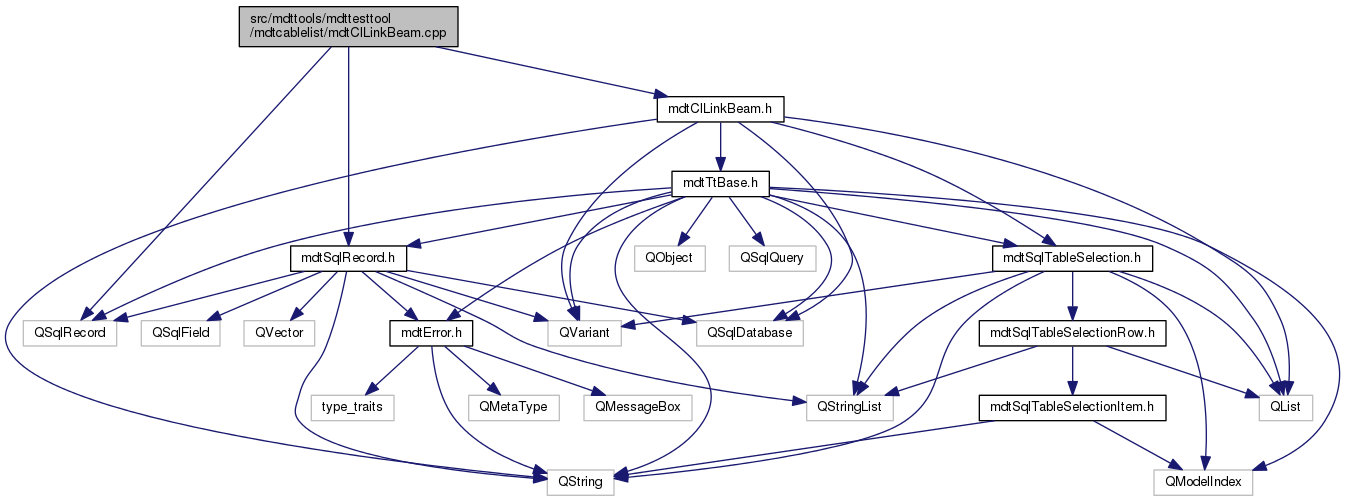 src/mdttools/mdttesttool
/mdtcablelist/mdtClLinkBeam.cpp
mdtClLinkBeam.h
mdtTtBase.h
mdtSqlRecord.h
QObject
QSqlQuery
mdtSqlTableSelection.h
QSqlRecord
QSqlField
QVector
mdtError.h
QVariant
QSqlDatabase
mdtSqlTableSelectionRow.h
type_traits
QMetaType
QMessageBox
QStringList
mdtSqlTableSelectionItem.h
QList
QString
QModelIndex